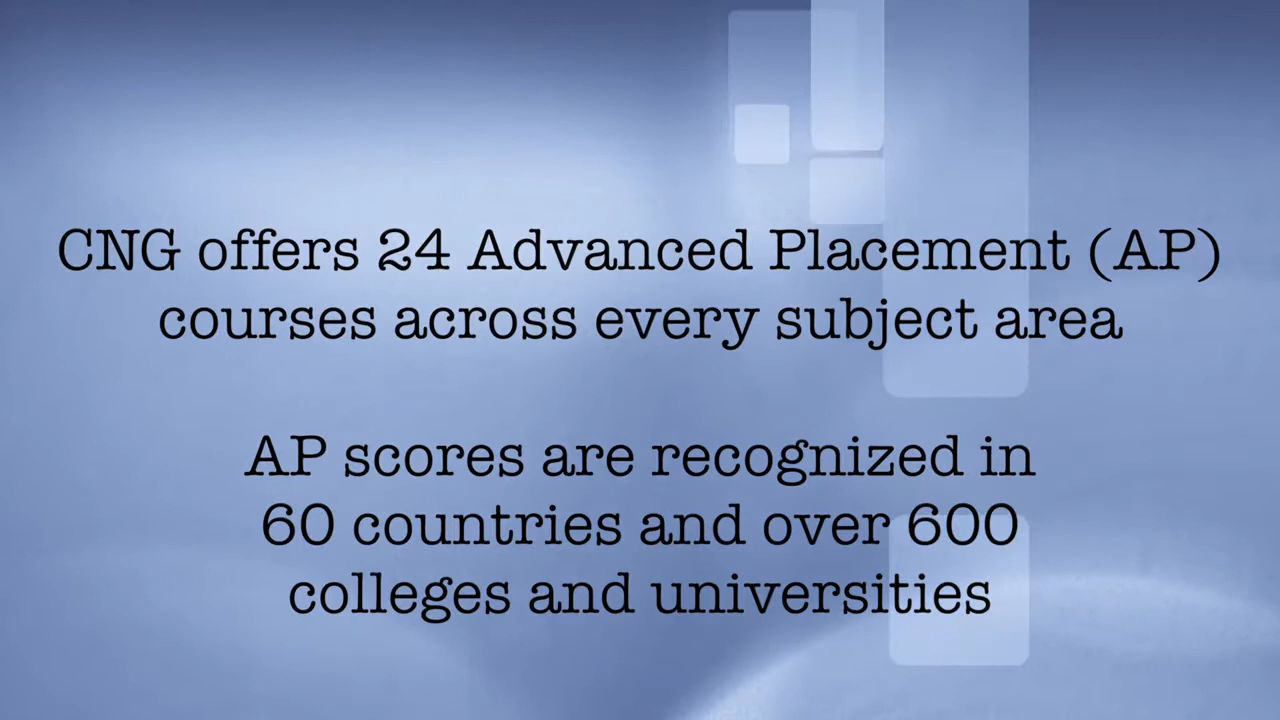 CNG offers 24 Advanced Placement (AP)
courses across every subject area
AP scores are recognized in
60 countries and over 600
colleges and universities